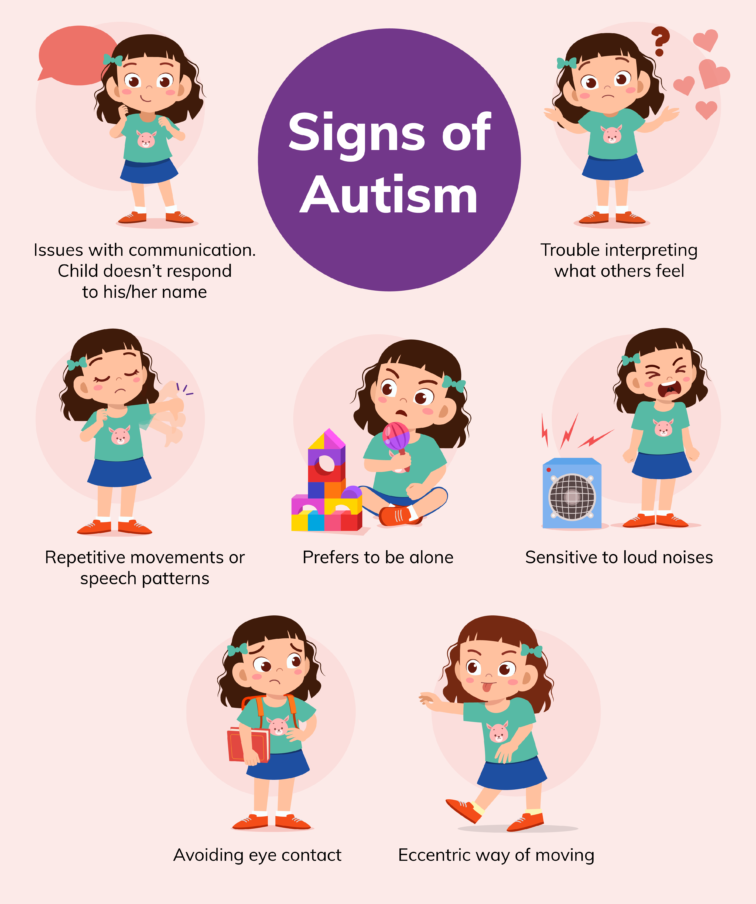 Signs of
Autism
Issues with communication.
Child doesn't respond
to his/her name
?
Trouble interpreting
what others feel
Repetitive movements or
speech patterns
Prefers to be alone
Sensitive to loud noises
Avoiding eye contact
Eccentric way of moving